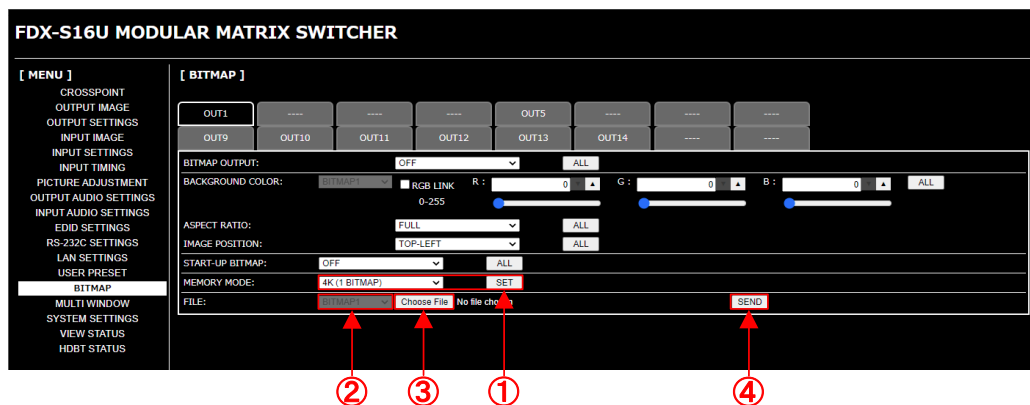 FDX-S16U MODULAR MATRIX SWITCHER
[ MENU ]
CROSSPOINT
OUTPUT IMAGE
OUTPUT SETTINGS
INPUT IMAGE
INPUT SETTINGS
INPUT TIMING
PICTURE ADJUSTMENT
OUTPUT AUDIO SETTINGS
INPUT AUDIO SETTINGS
EDID SETTINGS
RS-232C SETTINGS
LAN SETTINGS
USER PRESET
BITMAP
MULTI WINDOW
SYSTEM SETTINGS
VIEW STATUS
HDBT STATUS
[ BITMAP ]
OUT1 ---- ---- ---- OUT5 ---- ---- ----
OUT9 OUT10 OUT11 OUT12 OUT13 OUT14 ---- ----
BITMAP OUTPUT: OFF ALL
BACKGROUND COLOR: BITMAP1 RGB LINK R : 0 G : 0 B : 0 ALL
0-255
ASPECT RATIO: FULL ALL
IMAGE POSITION: TOP-LEFT ALL
START-UP BITMAP: OFF ALL
MEMORY MODE: 4K (1 BITMAP) SET
FILE: BITMAP1 Choose File No file chosen SEND
② ③ ① ④